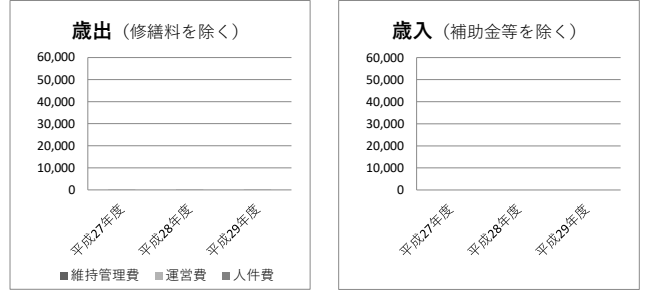 歳出（修繕料を除く）
60,000
50,000
40,000
30,000
20,000
10,000
0
平成27年度
平成28年度
平成29年度
■維持管理費 ■運営費 ■人件費
歳入（補助金等を除く）
60,000
50,000
40,000
30,000
20,000
10,000
0
平成27年度
平成28年度
平成29年度